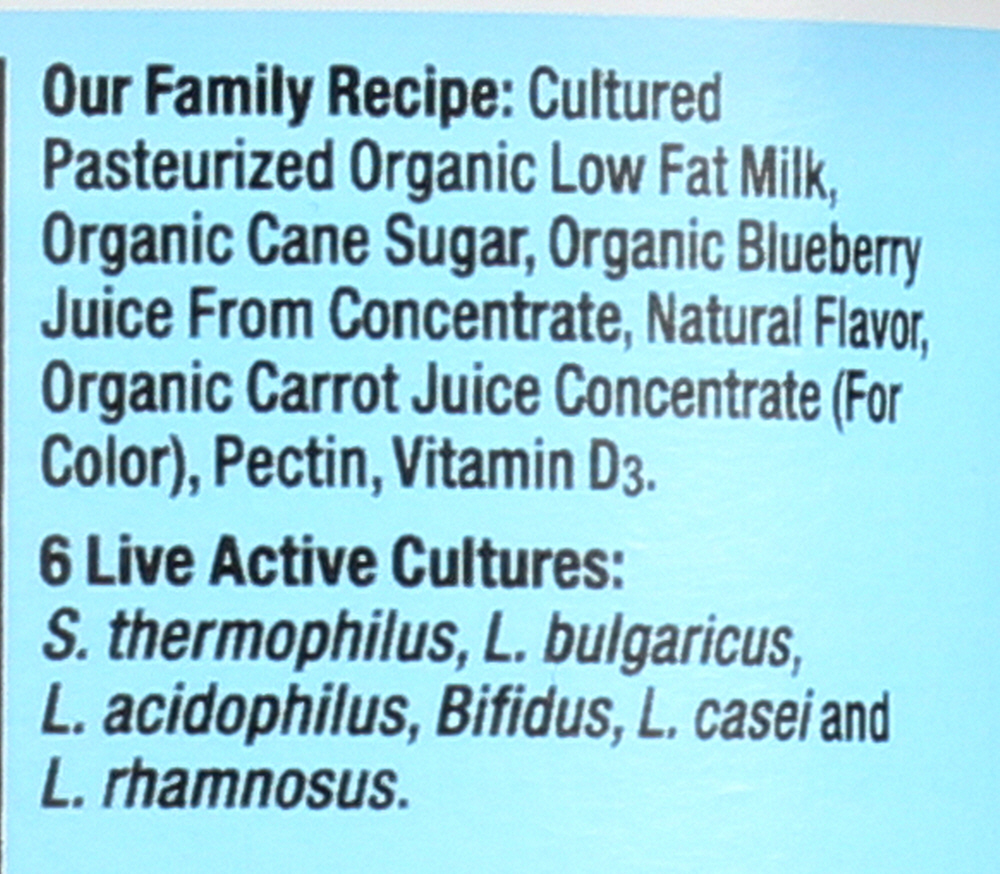 Our Family Recipe: Cultured
Pasteurized Organic Low Fat Milk,
Organic Cane Sugar, Organic Blueberry
Juice From Concentrate, Natural Flavor,
Organic Carrot Juice Concentrate (For
Color), Pectin, Vitamin D3.
6 Live Active Cultures:
S. thermophilus, L. bulgaricus,
L. acidophilus, Bifidus, L. casei and
L. rhamnosus.